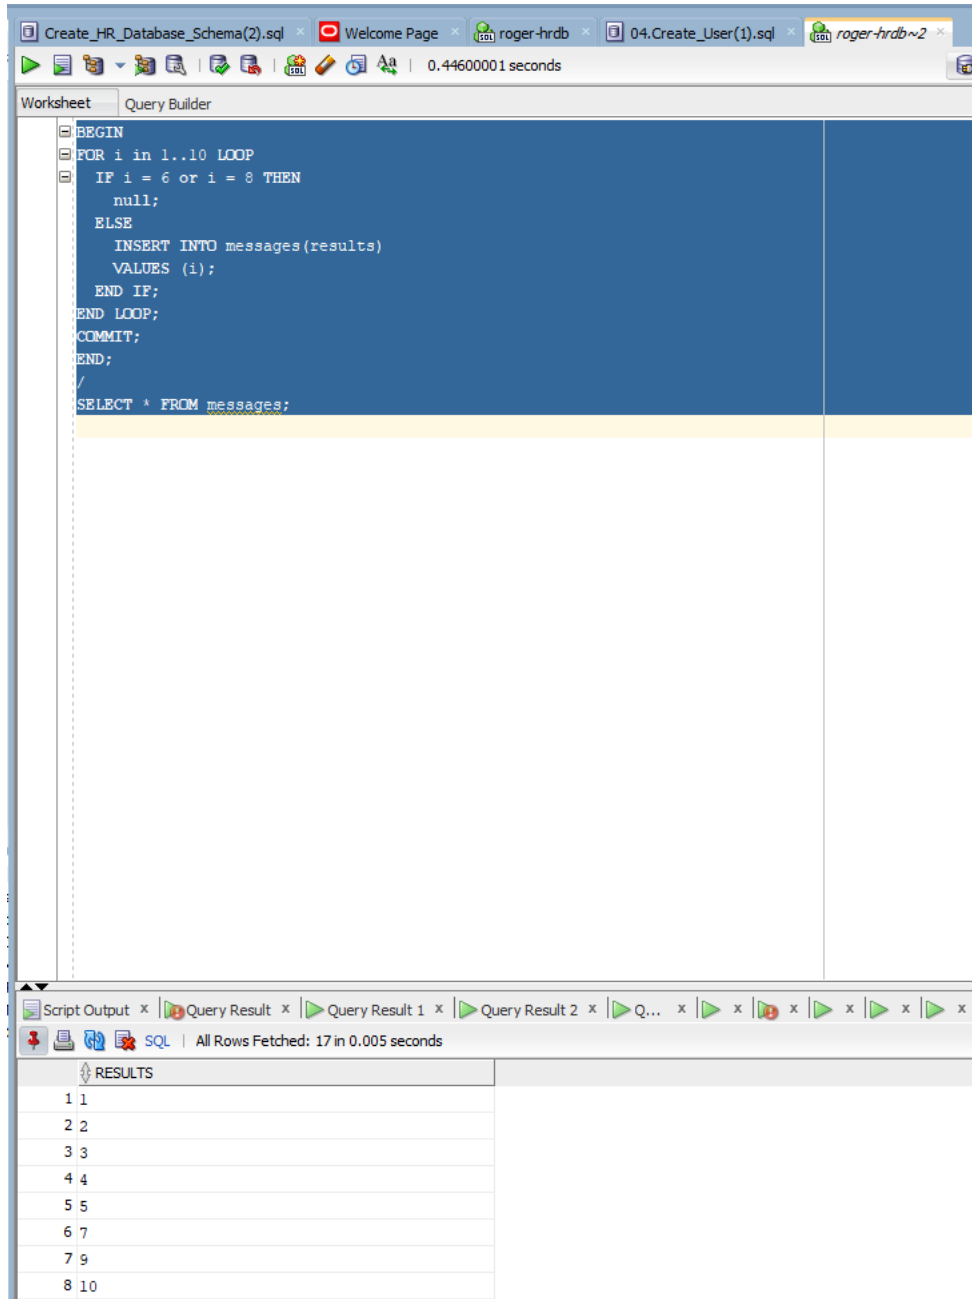 Create_HR_Database_Schema(2).sql Welcome Page roger-hrdb 04.Create_User(1).sql roger-hrdb~2
0.44600001 seconds
Worksheet Query Builder
BEGIN
FOR i in 1..10 LOOP
IF i = 6 or i = 8 THEN
null;
ELSE
INSERT INTO messages(results)
VALUES (i);
END IF;
END LOOP;
COMMIT;
END;
/
SELECT * FROM messages;
Script Output x Query Result x Query Result 1 x Query Result 2 x Q... x x x x x x
SQL | All Rows Fetched: 17 in 0.005 seconds
RESULTS
1 1
2 2
3 3
4 4
5 5
6 7
7 9
8 10